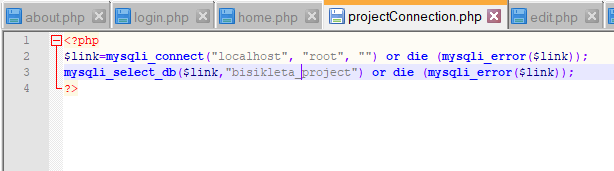 about.php login.php home.php projectConnection.php edit.php
1 <?php
2 $link=mysqli_connect("localhost", "root", "") or die (mysqli_error($link));
3 mysqli_select_db($link,"bisikleta_project") or die (mysqli_error($link));
4 ?>